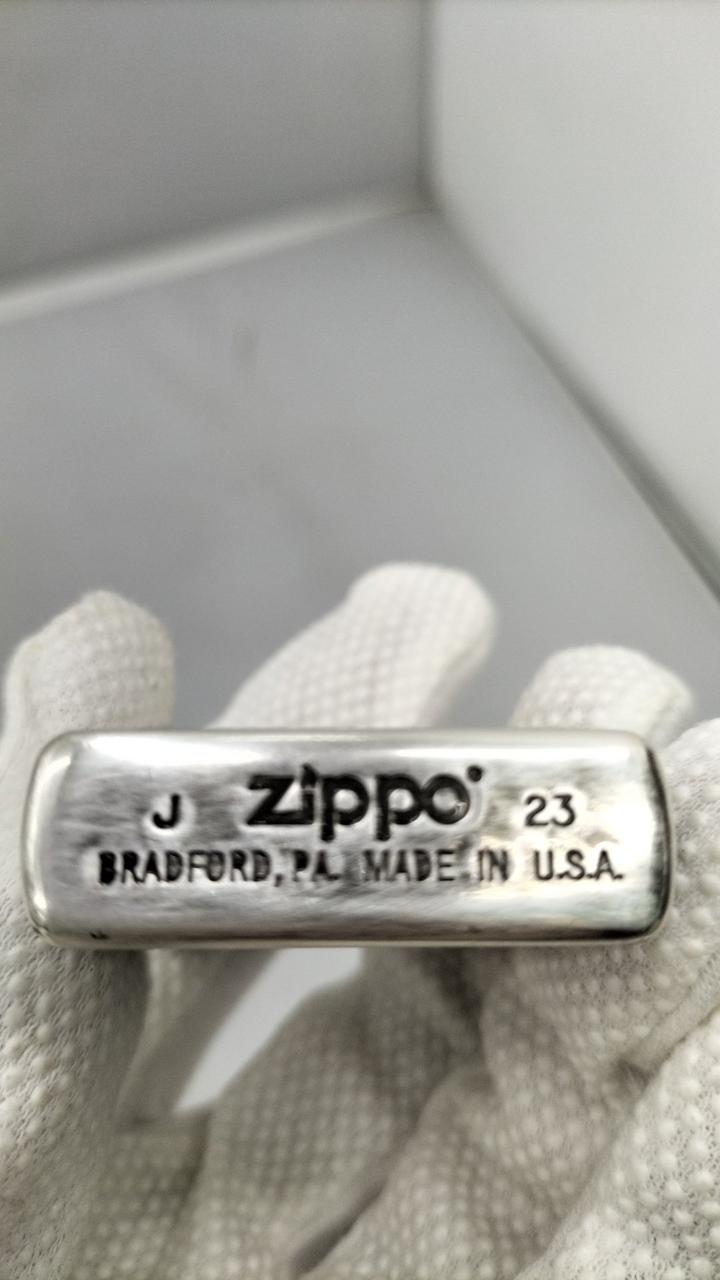 J zippo® 23
BRADFORD, PA. MADE IN U.S.A.